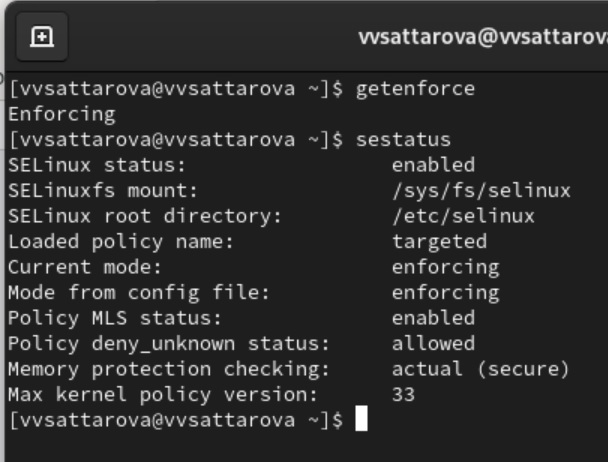 vvsattarova@vvsattarov
[vvsattarova@vvsattarova ~]$ getenforce
Enforcing
[vvsattarova@vvsattarova ~]$ sestatus
SELinux status:                 enabled
SELinuxfs mount:                /sys/fs/selinux
SELinux root directory:         /etc/selinux
Loaded policy name:             targeted
Current mode:                   enforcing
Mode from config file:          enforcing
Policy MLS status:              enabled
Policy deny_unknown status:     allowed
Memory protection checking:     actual (secure)
Max kernel policy version:      33
[vvsattarova@vvsattarova ~]$